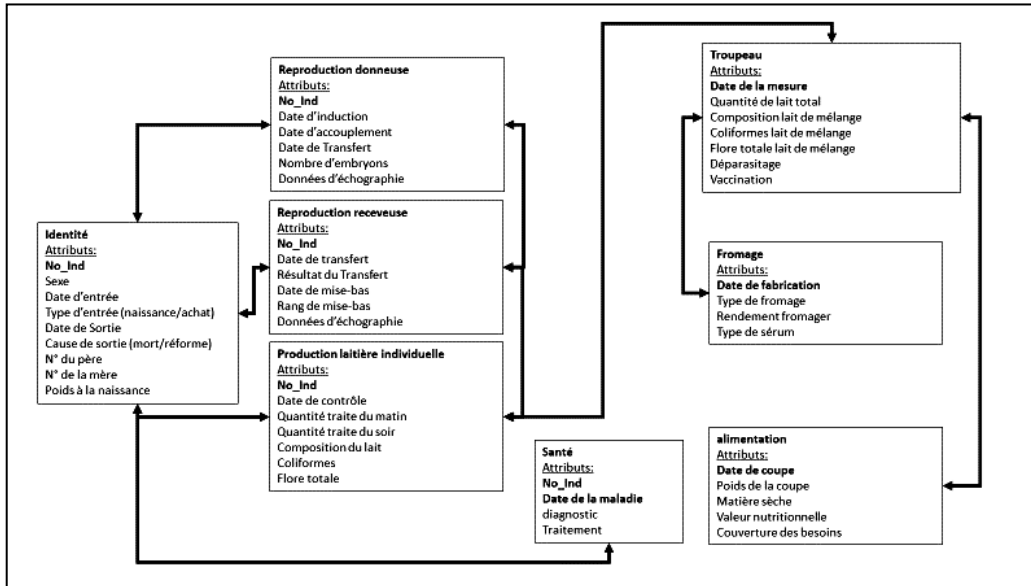 Reproduction donneuse
Attributs:
No_Ind
Date d'induction
Date d'accouplement
Date de Transfert
Nombre d'embryons
Données d'échographie
Identité
Attributs:
No_Ind
Sexe
Date d'entrée
Type d'entrée (naissance/achat)
Date de Sortie
Cause de sortie (mort/réforme)
N° du père
N° de la mère
Poids à la naissance
Reproduction receveuse
Attributs:
No_Ind
Date de transfert
Résultat du Transfert
Date de mise-bas
Rang de mise-bas
Données d'échographie
Production laitière individuelle
Attributs:
No_Ind
Date de contrôle
Quantité traite du matin
Quantité traite du soir
Composition du lait
Coliformes
Flore totale
Santé
Attributs:
No_Ind
Date de la maladie
diagnostic
Traitement
Troupeau
Attributs:
Date de la mesure
Quantité de lait total
Composition lait de mélange
Coliformes lait de mélange
Flore totale lait de mélange
Déparasitage
Vaccination
Fromage
Attributs:
Date de fabrication
Type de fromage
Rendement fromager
Type de sérum
alimentation
Attributs:
Date de coupe
Poids de la coupe
Matière sèche
Valeur nutritionnelle
Couverture des besoins